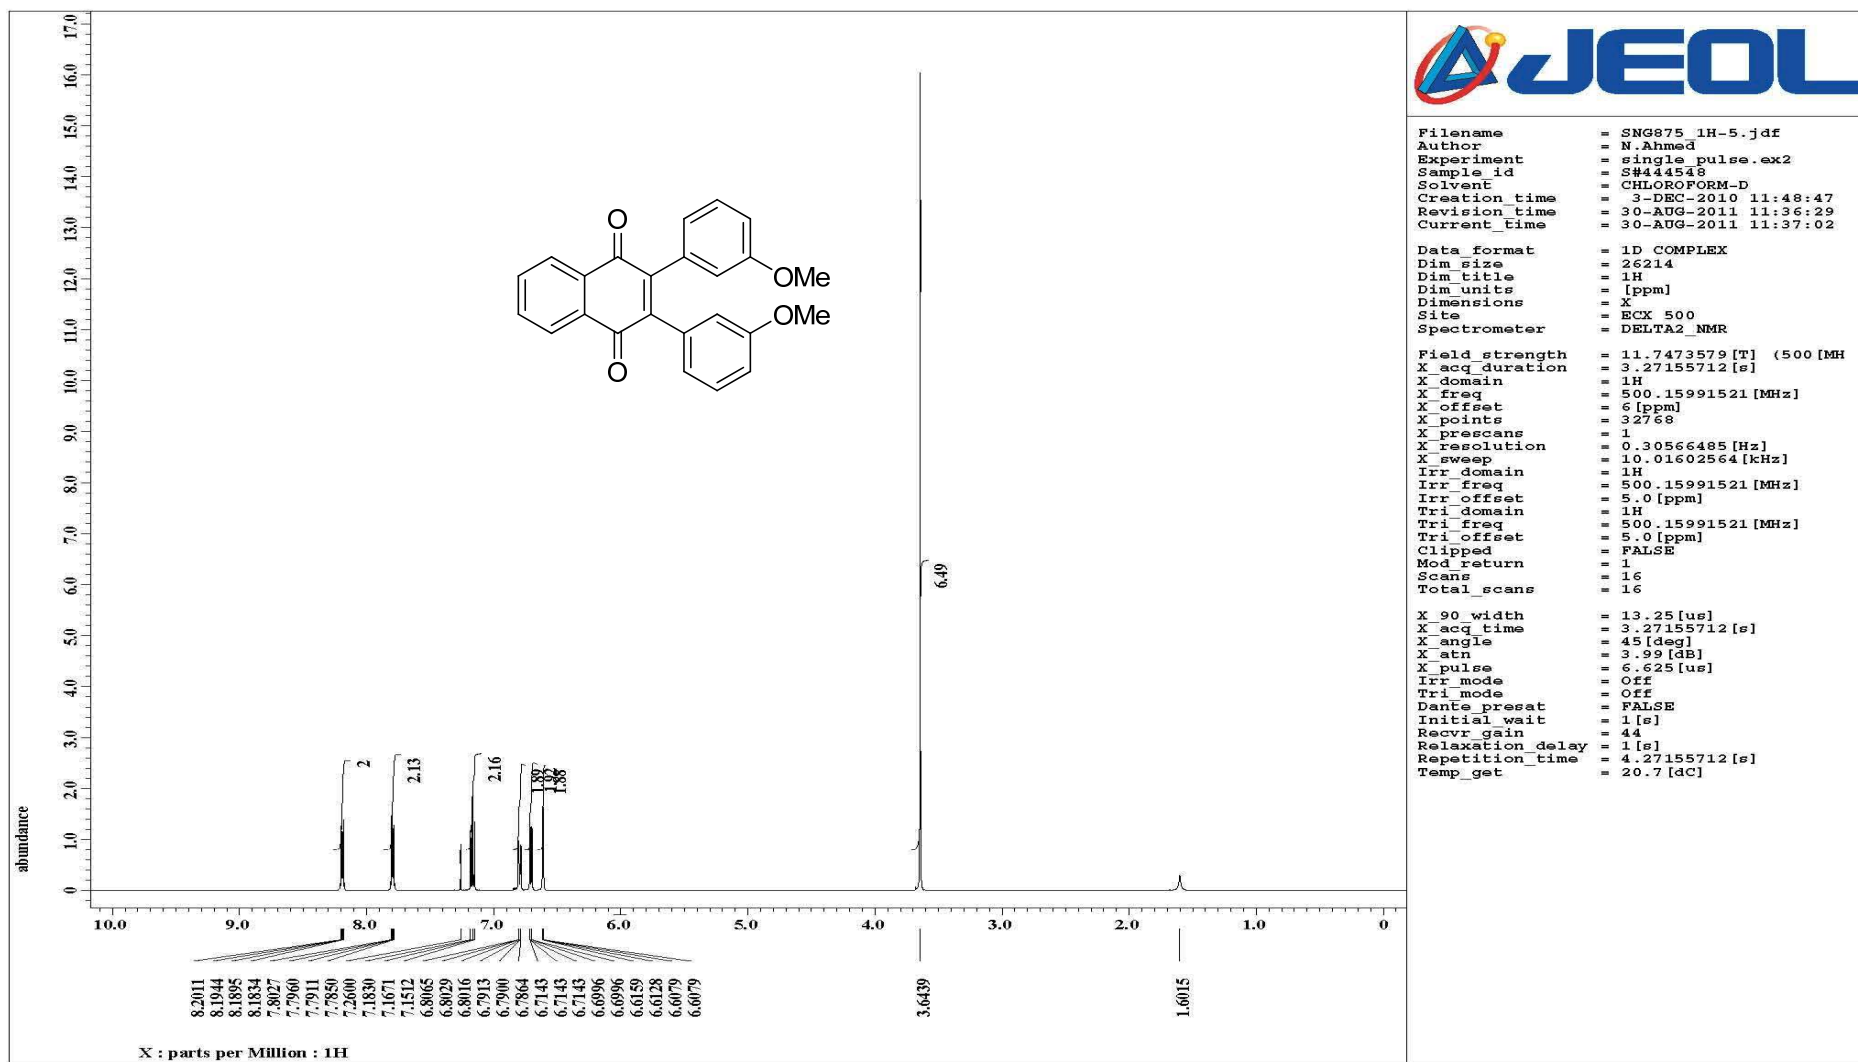 JEOL
17.0
16.0
15.0
14.0
13.0
12.0
11.0
10.0
9.0
8.0
7.0
6.0
5.0
4.0
3.0
2.0
1.0
0
abundance
O
OMe
OMe
O
2
2.13
2.16
1.89
1.92
1.88
6.49
10.0 9.0 8.0 7.0 6.0 5.0 4.0 3.0 2.0 1.0 0
8.2011
8.1944
8.1895
8.1834
7.8027
7.7960
7.7911
7.7850
7.2600
7.1830
7.1671
7.1512
6.8065
6.8029
6.8016
6.7913
6.7900
6.7864
6.7143
6.7143
6.7143
6.6996
6.6996
6.6159
6.6128
6.6079
6.6079
3.6439
1.6015
X : parts per Million : 1H
Filename = SNG875_1H-5.jdf
Author = N.Ahmed
Experiment = single_pulse.ex2
Sample_id = S#444548
Solvent = CHLOROFORM-D
Creation_time = 3-DEC-2010 11:48:47
Revision_time = 30-AUG-2011 11:36:29
Current_time = 30-AUG-2011 11:37:02
Data_format = 1D COMPLEX
Dim_size = 26214
Dim_title = 1H
Dim_units = [ppm]
Dimensions = X
Site = ECX 500
Spectrometer = DELTA2_NMR
Field_strength = 11.7473579[T] (500[MH
X_acq_duration = 3.27155712[s]
X_domain = 1H
X_freq = 500.15991521[MHz]
X_offset = 6[ppm]
X_points = 32768
X_prescans = 1
X_resolution = 0.30566485[Hz]
X_sweep = 10.01602564[kHz]
Irr_domain = 1H
Irr_freq = 500.15991521[MHz]
Irr_offset = 5.0[ppm]
Tri_domain = 1H
Tri_freq = 500.15991521[MHz]
Tri_offset = 5.0[ppm]
Clipped = FALSE
Mod_return = 1
Scans = 16
Total_scans = 16
X_90_width = 13.25[us]
X_acq_time = 3.27155712[s]
X_angle = 45[deg]
X_atn = 3.99[dB]
X_pulse = 6.625[us]
Irr_mode = Off
Tri_mode = Off
Dante_presat = FALSE
Initial_wait = 1[s]
Recvr_gain = 44
Relaxation_delay = 1[s]
Repetition_time = 4.27155712[s]
Temp_get = 20.7[dC]